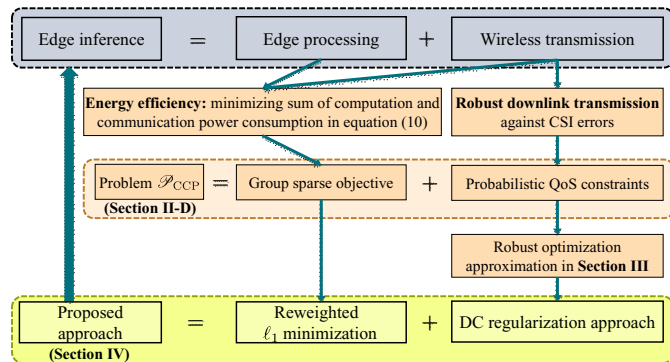 Edge inference = Edge processing + Wireless transmission
Energy efficiency: minimizing sum of computation and
communication power consumption in equation (10)
Robust downlink transmission
against CSI errors
Problem 𝒫CCP = Group sparse objective + Probabilistic QoS constraints
(Section II-D)
Robust optimization
approximation in Section III
Proposed
approach
= Reweighted
ℓ1 minimization
+ DC regularization approach
(Section IV)